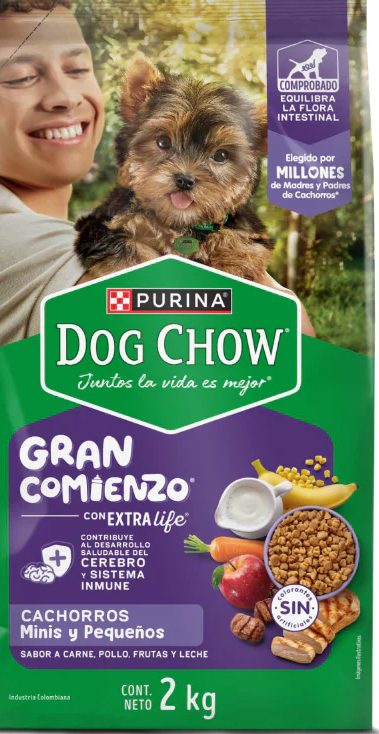 COMPROBADO
EQUILIBRA
LA FLORA
INTESTINAL
Elegido por
MILLONES
de Madres y Padres
de Cachorros*
PURINA®
DOG CHOW®
Juntos la vida es mejor®
GRAN
COMIENZO®
CON EXTRA life®
CONTRIBUYE
AL DESARROLLO
SALUDABLE DEL
CEREBRO
y SISTEMA
INMUNE
colorantes
SIN
artificiales
CACHORROS
Minis y Pequeños
SABOR A CARNE, POLLO, FRUTAS Y LECHE
Imágenes ilustrativas
Industria Colombiana
CONT.
NETO 2 kg